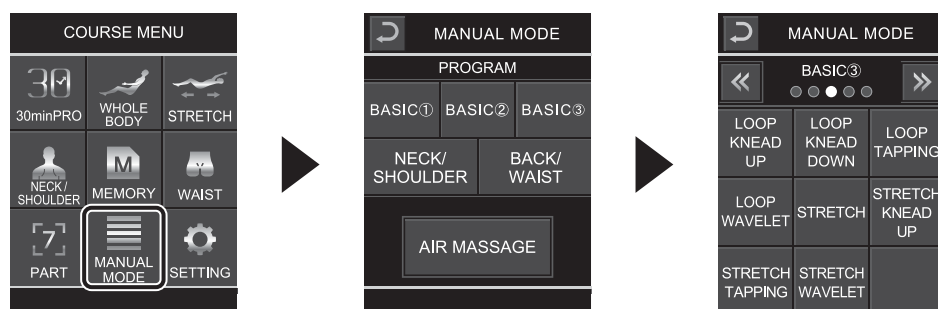 COURSE MENU
30
30minPRO
WHOLE
BODY
STRETCH
NECK/
SHOULDER
M
MEMORY
WAIST
7
PART
MANUAL
MODE
SETTING
MANUAL MODE
PROGRAM
BASIC①
BASIC②
BASIC③
NECK/
SHOULDER
BACK/
WAIST
AIR MASSAGE
MANUAL MODE
BASIC③
LOOP
KNEAD
UP
LOOP
KNEAD
DOWN
LOOP
TAPPING
LOOP
WAVELET
STRETCH
STRETCH
KNEAD
UP
STRETCH
TAPPING
STRETCH
WAVELET